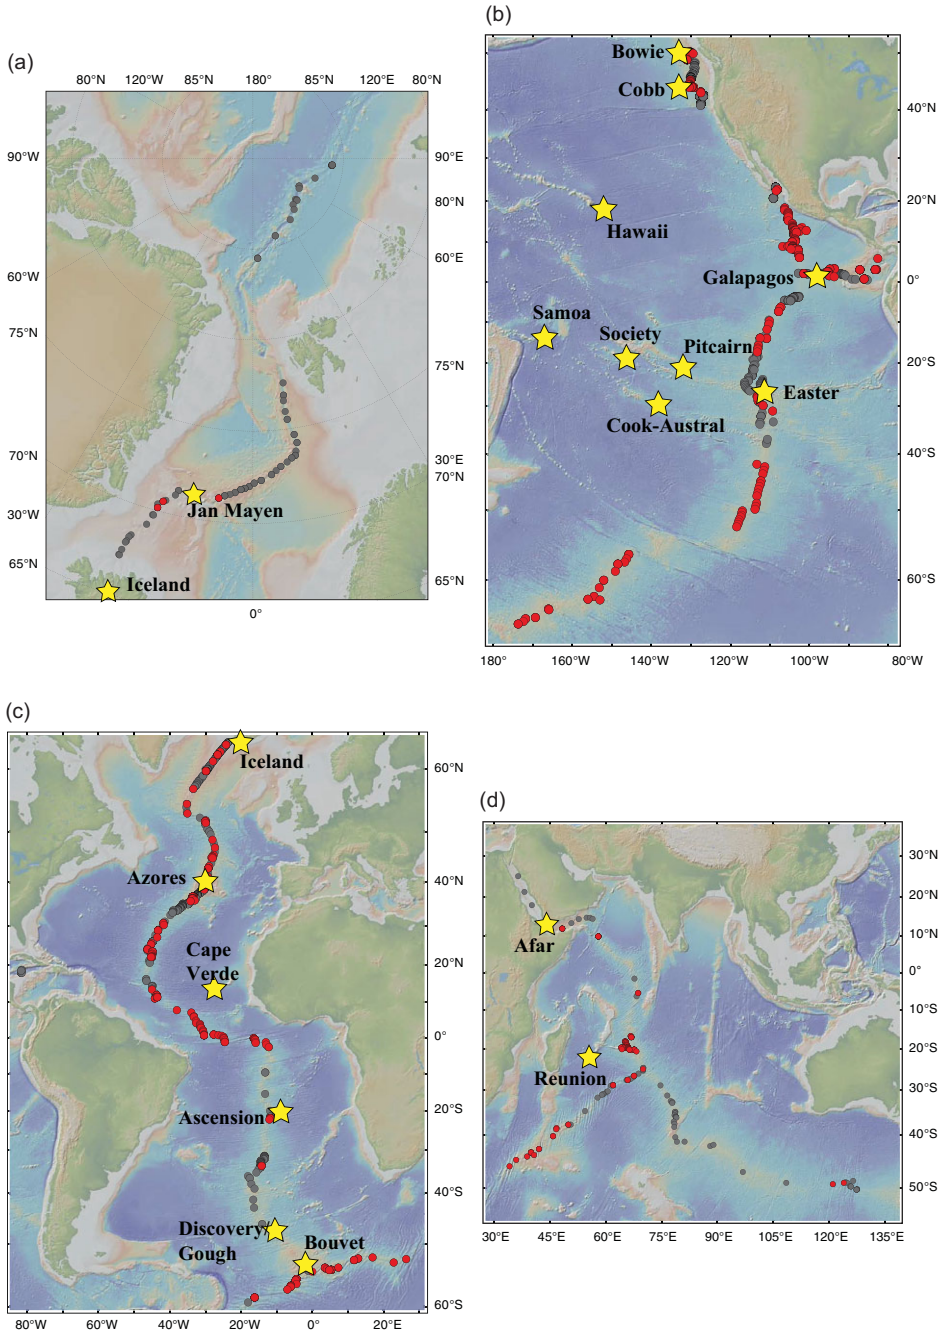 (a)
80°N 120°W 85°N 180° 85°N 120°E 80°N
90°W 90°E
80°N
60°W 60°E
75°N
75°N
70°N 30°E
70°N
30°W
65°N
65°N
0°
Jan Mayen
Iceland
(b)
Bowie
Cobb
40°N
20°N
Hawaii
Galapagos
0°
Samoa
Society
Pitcairn
20°S
Easter
Cook-Austral
40°S
60°S
180° 160°W 140°W 120°W 100°W 80°W
(c)
Iceland
60°N
Azores
40°N
Cape
Verde
20°N
0°
Ascension
20°S
40°S
Discovery
Gough
Bouvet
60°S
80°W 60°W 40°W 20°W 0° 20°E
(d)
30°N
Afar
10°N
0°
Reunion
20°S
30°S
40°S
50°S
30°E 45°E 60°E 75°E 90°E 105°E 120°E 135°E